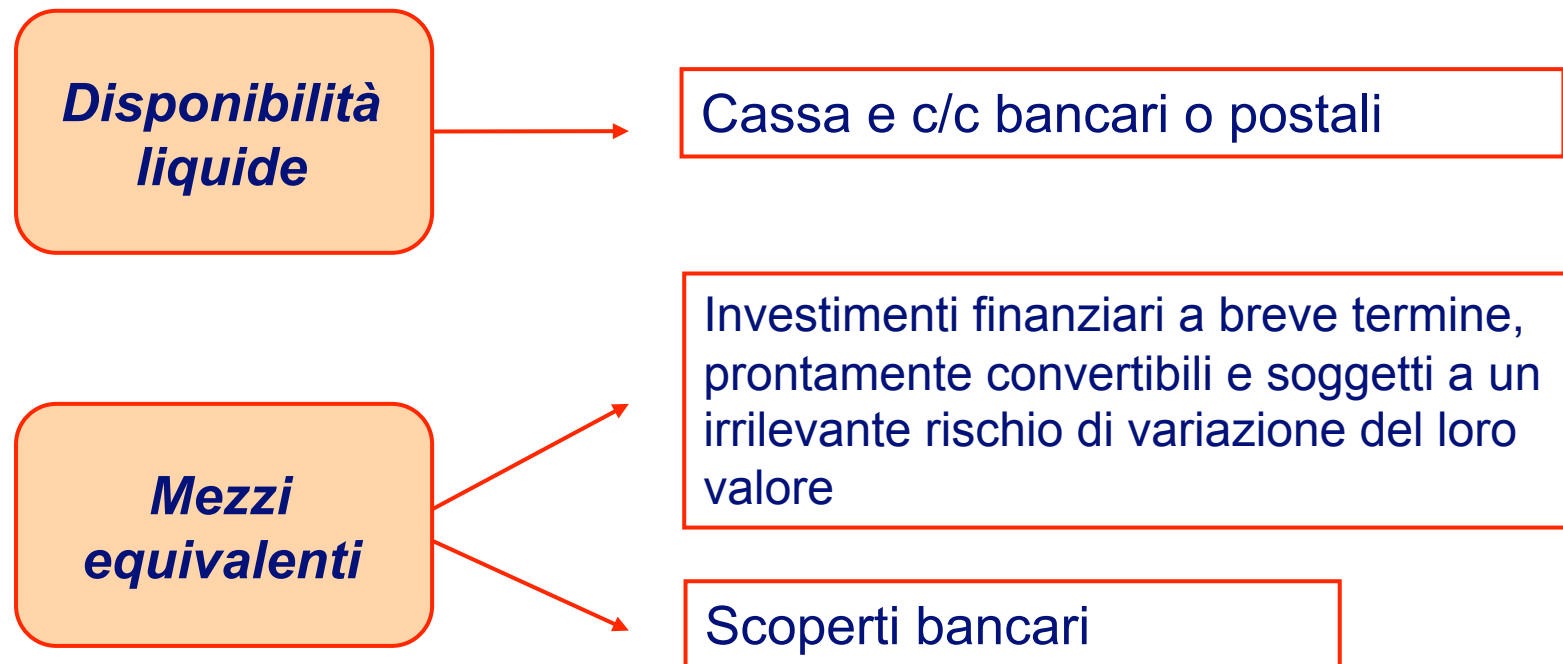 Disponibilità
liquide
Cassa e c/c bancari o postali
Investimenti finanziari a breve termine,
prontamente convertibili e soggetti a un
irrilevante rischio di variazione del loro
valore
Mezzi
equivalenti
Scoperti bancari